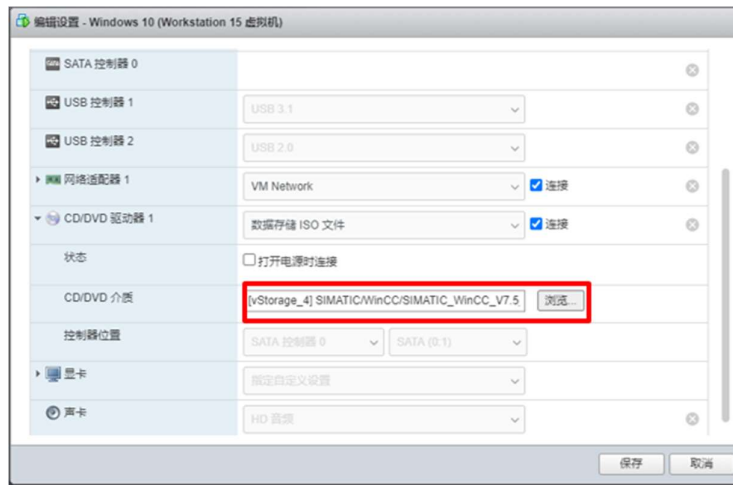 编辑设置 - Windows 10 (Workstation 15 虚拟机)
SATA 控制器 0
USB 控制器 1
USB 3.1
USB 控制器 2
USB 2.0
网络适配器 1
VM Network
连接
CD/DVD 驱动器 1
数据存储 ISO 文件
连接
状态
打开电源时连接
CD/DVD 介质
[vStorage_4] SIMATIC/WinCC/SIMATIC_WinCC_V7.5
浏览...
控制器位置
SATA 控制器 0
SATA (0:1)
显卡
指定自定义设置
声卡
HD 音频
保存
取消